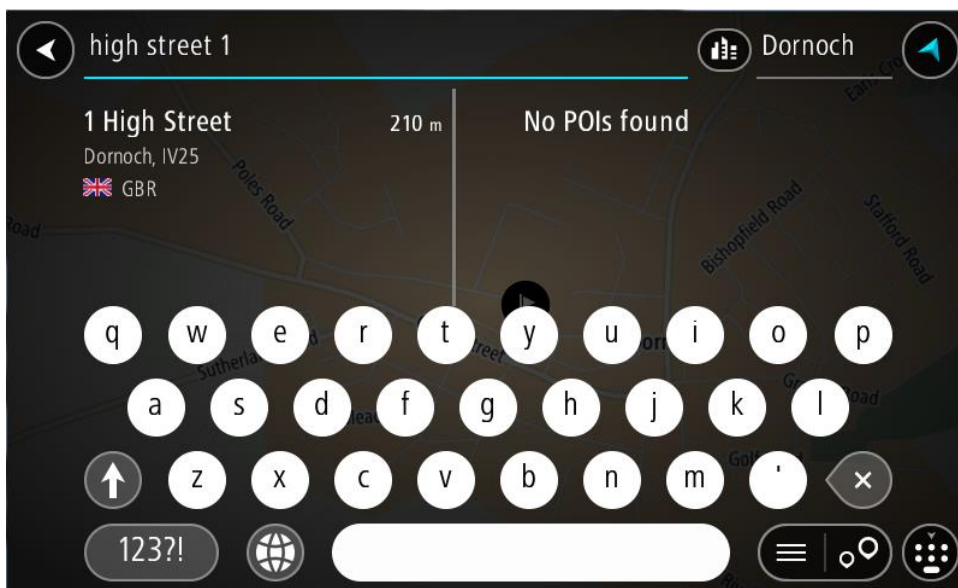 high street 1
Dornoch
1 High Street 210 m
Dornoch, IV25
GBR
No POIs found
Poles Road
Bishopfield Road
Stafford Road
Road
q w e r t y u i o p
a s d f g h j k l
z x c v b n m '
123?!